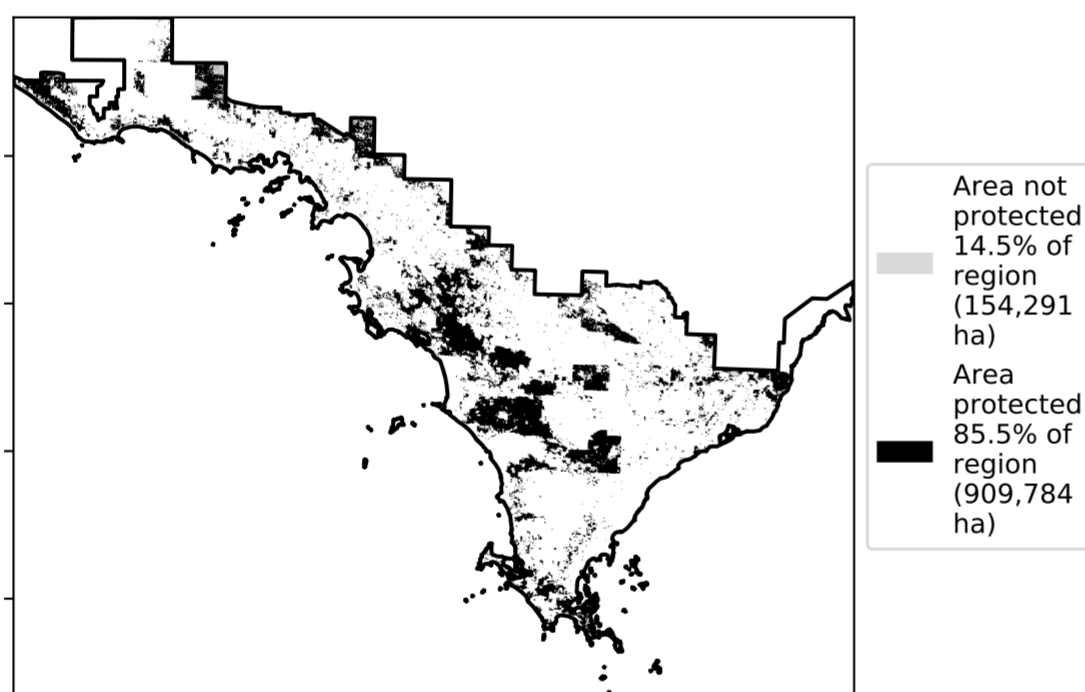 Area not
protected
14.5% of
region
(154,291
ha)
Area
protected
85.5% of
region
(909,784
ha)